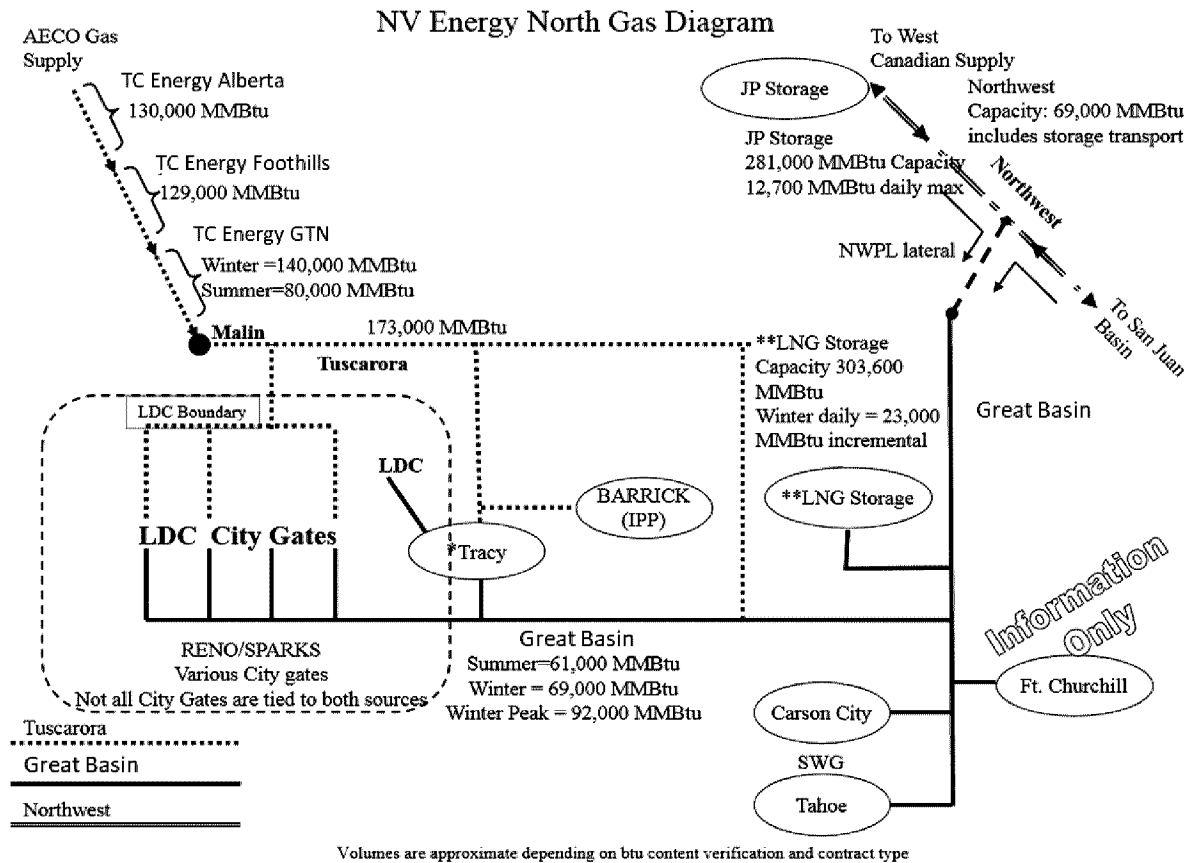 NV Energy North Gas Diagram
AECO Gas
Supply
TC Energy Alberta
130,000 MMBtu
TC Energy Foothills
129,000 MMBtu
TC Energy GTN
Winter =140,000 MMBtu
Summer=80,000 MMBtu
Malin
173,000 MMBtu
Tuscarora
To West
Canadian Supply
JP Storage
Northwest
Capacity: 69,000 MMBtu
includes storage transport
JP Storage
281,000 MMBtu Capacity
12,700 MMBtu daily max
Northwest
NWPL lateral
To San Juan
Basin
**LNG Storage
Capacity 303,600
MMBtu
Winter daily = 23,000
MMBtu incremental
Great Basin
LDC Boundary
LDC
**LNG Storage
BARRICK
(IPP)
LDC City Gates
*Tracy
Information
Only
RENO/SPARKS
Various City gates
Not all City Gates are tied to both sources
Great Basin
Summer=61,000 MMBtu
Winter = 69,000 MMBtu
Winter Peak = 92,000 MMBtu
Ft. Churchill
Carson City
SWG
Tahoe
Tuscarora
Great Basin
Northwest
Volumes are approximate depending on btu content verification and contract type